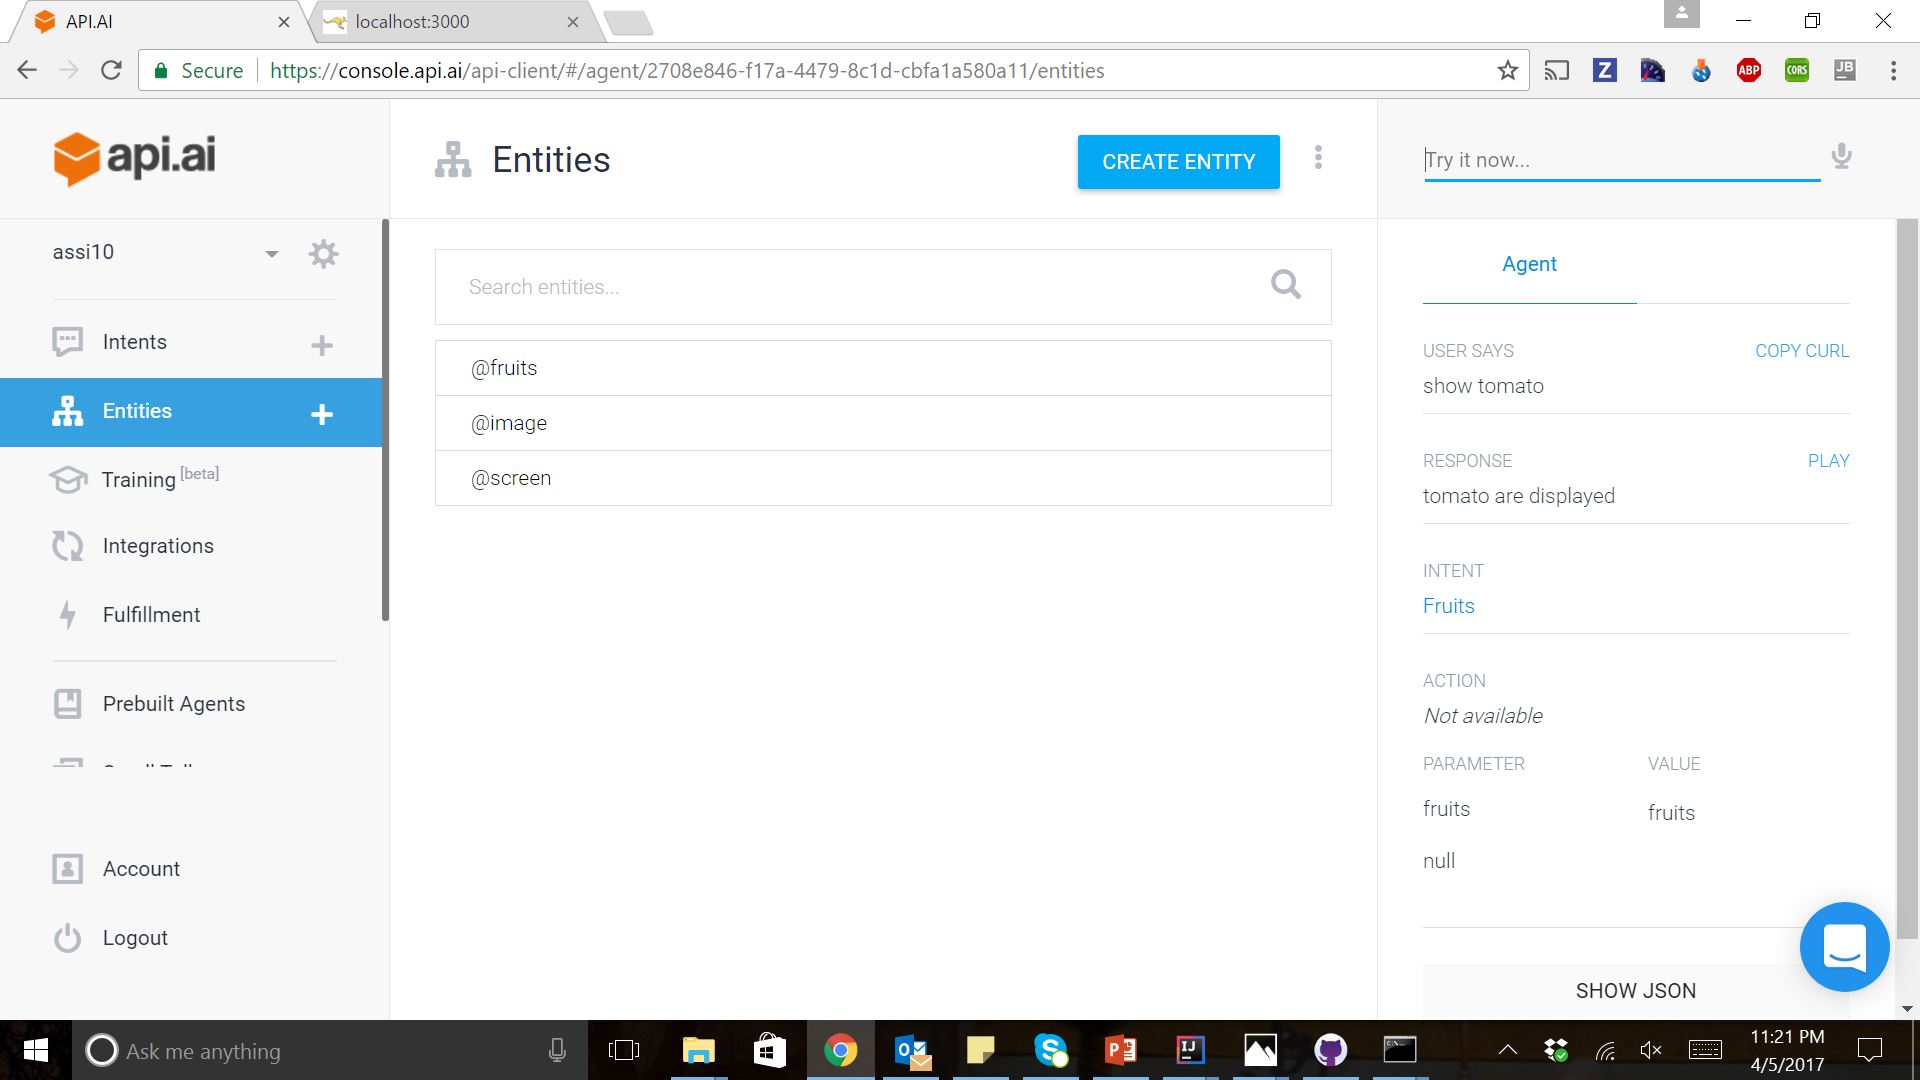 API.AI
localhost:3000
Secure
https://console.api.ai/api-client/#/agent/2708e846-f17a-4479-8c1d-cbfa1a580a11/entities
Z
ABP
CORS
JB
api.ai
Entities
CREATE ENTITY
Try it now...
assi10
Intents
Entities
Training [beta]
Integrations
Fulfillment
Prebuilt Agents
Account
Logout
Search entities...
@fruits
@image
@screen
Agent
USER SAYS
COPY CURL
show tomato
RESPONSE
PLAY
tomato are displayed
INTENT
Fruits
ACTION
Not available
PARAMETER
VALUE
fruits
fruits
null
SHOW JSON
Ask me anything
11:21 PM
4/5/2017